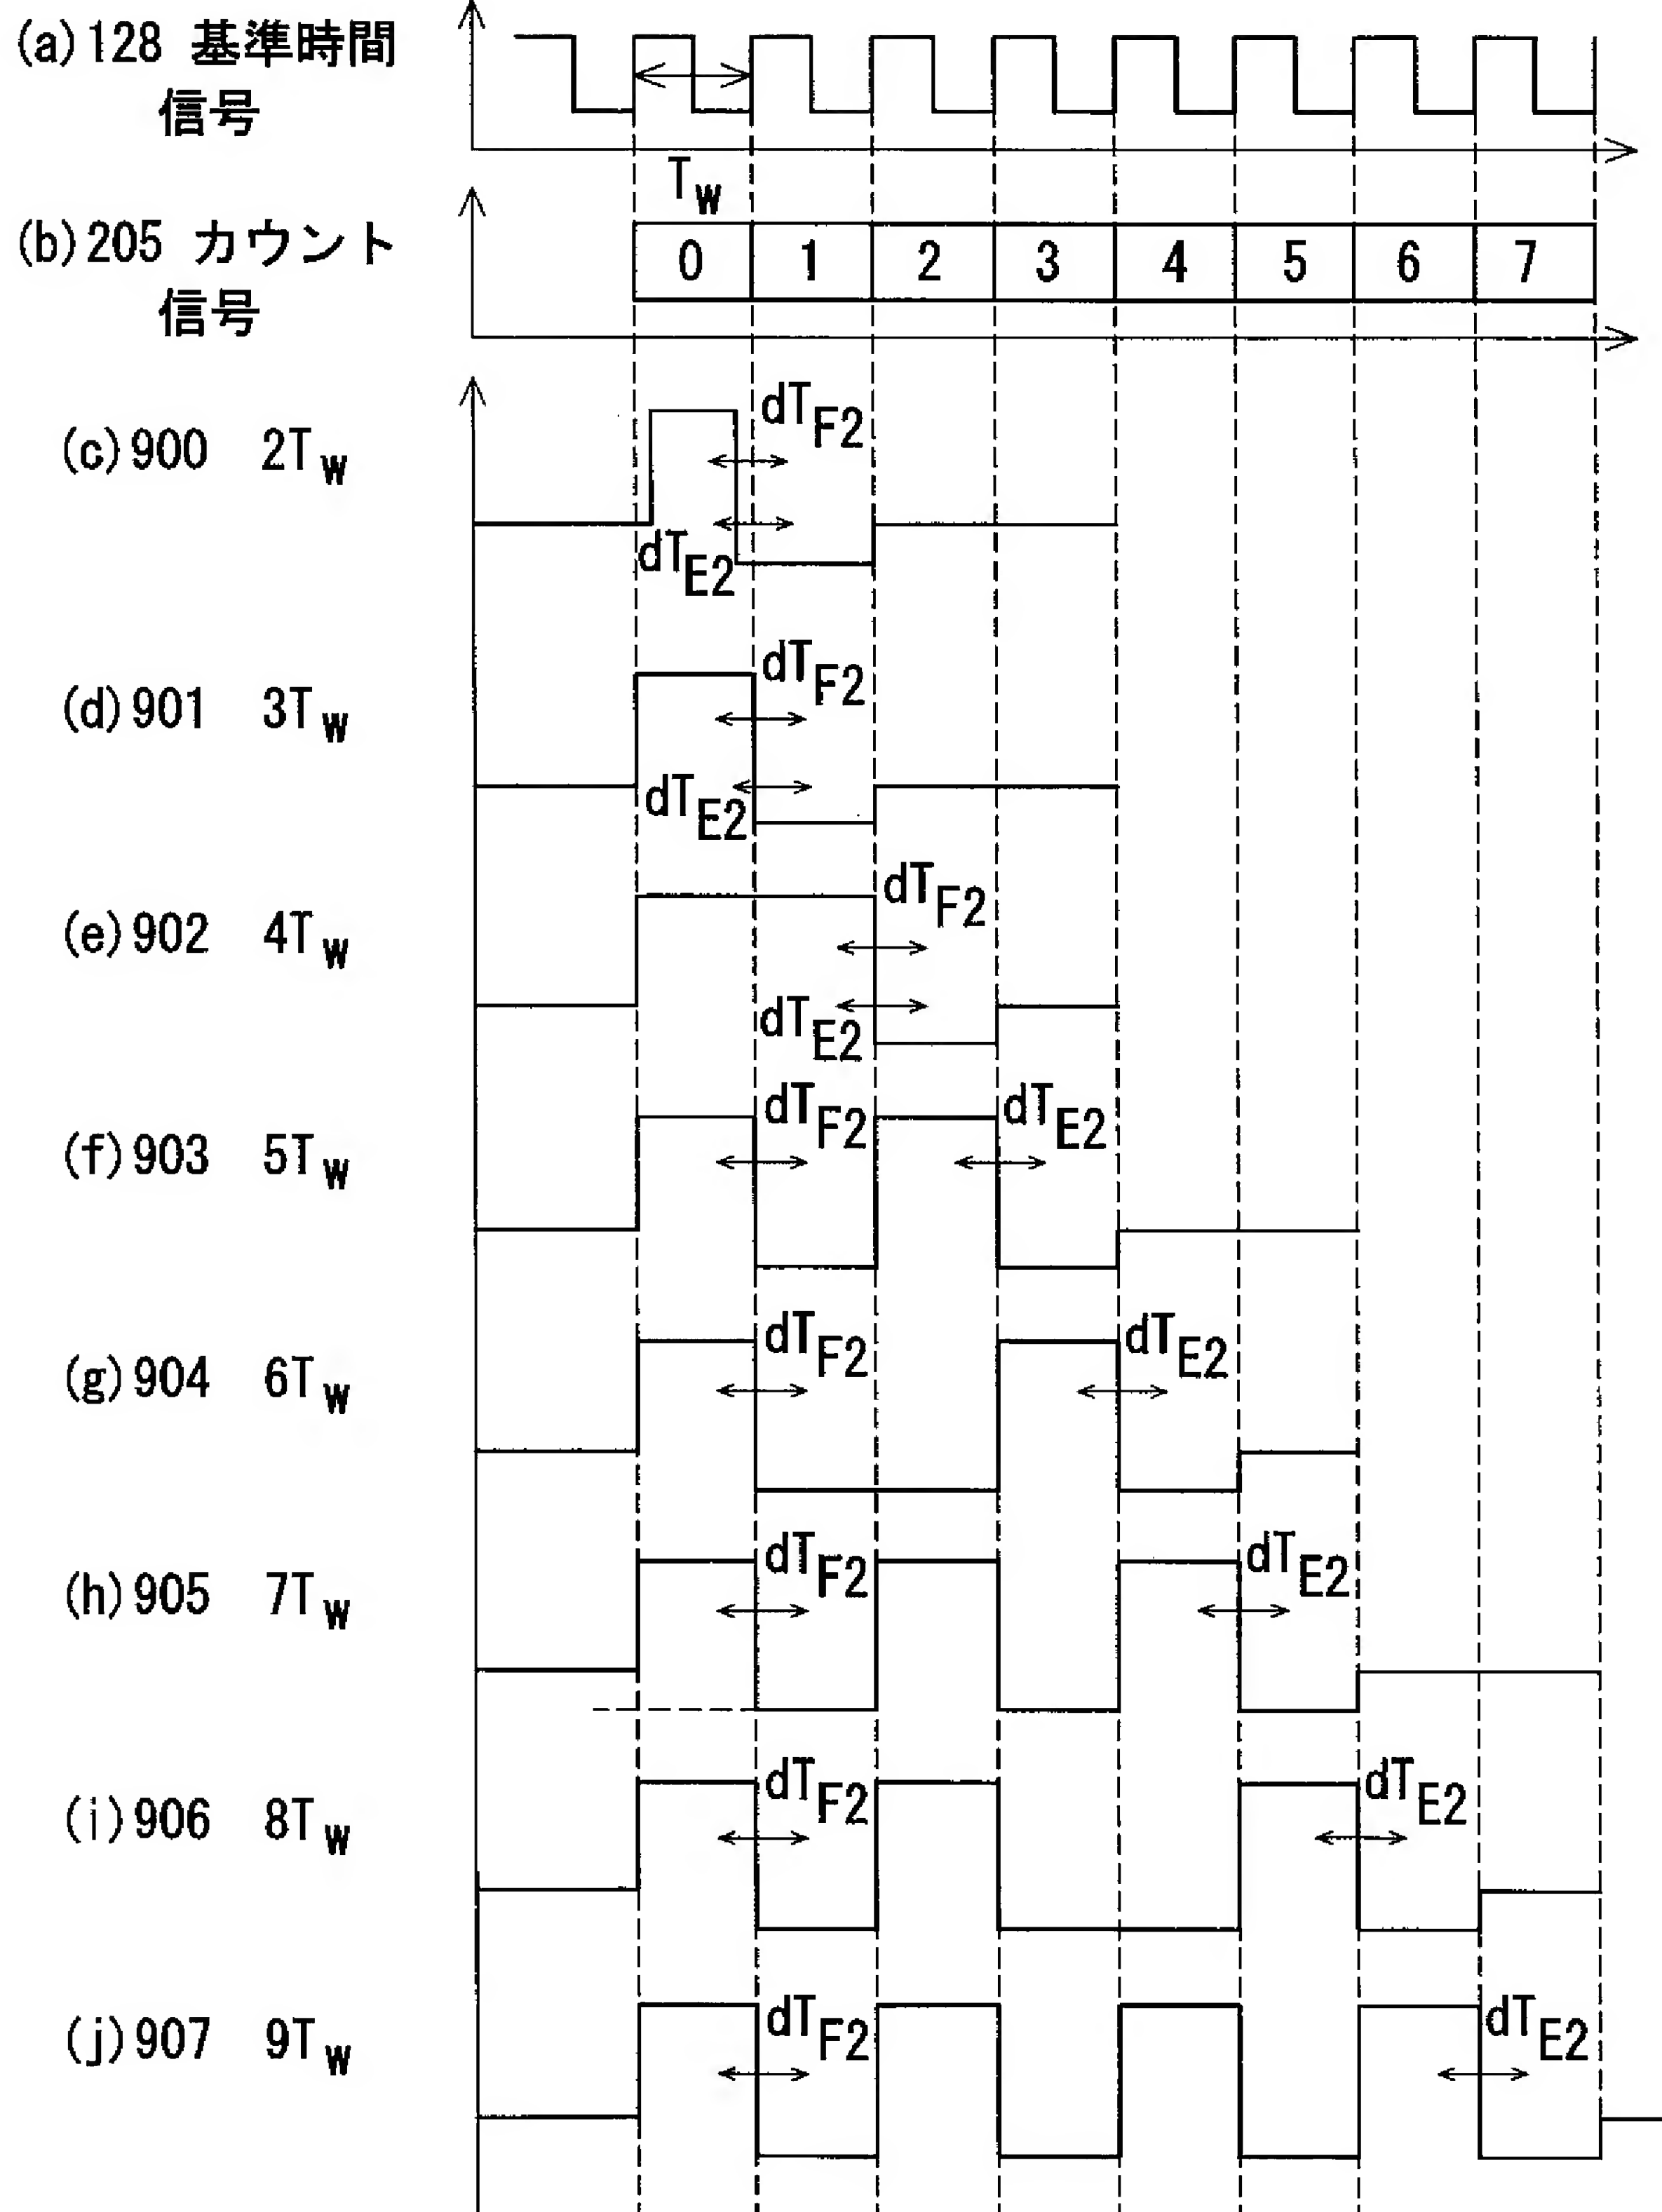 (a)128 基準時間
信号
Tw
(b)205 カウント
信号
0 1 2 3 4 5 6 7
(c)900 2Tw
dTF2
dTE2
(d)901 3Tw
dTF2
dTE2
(e)902 4Tw
dTF2
dTE2
(f)903 5Tw
dTF2 dTE2
(g)904 6Tw
dTF2 dTE2
(h)905 7Tw
dTF2 dTE2
(i)906 8Tw
dTF2 dTE2
(j)907 9Tw
dTF2 dTE2